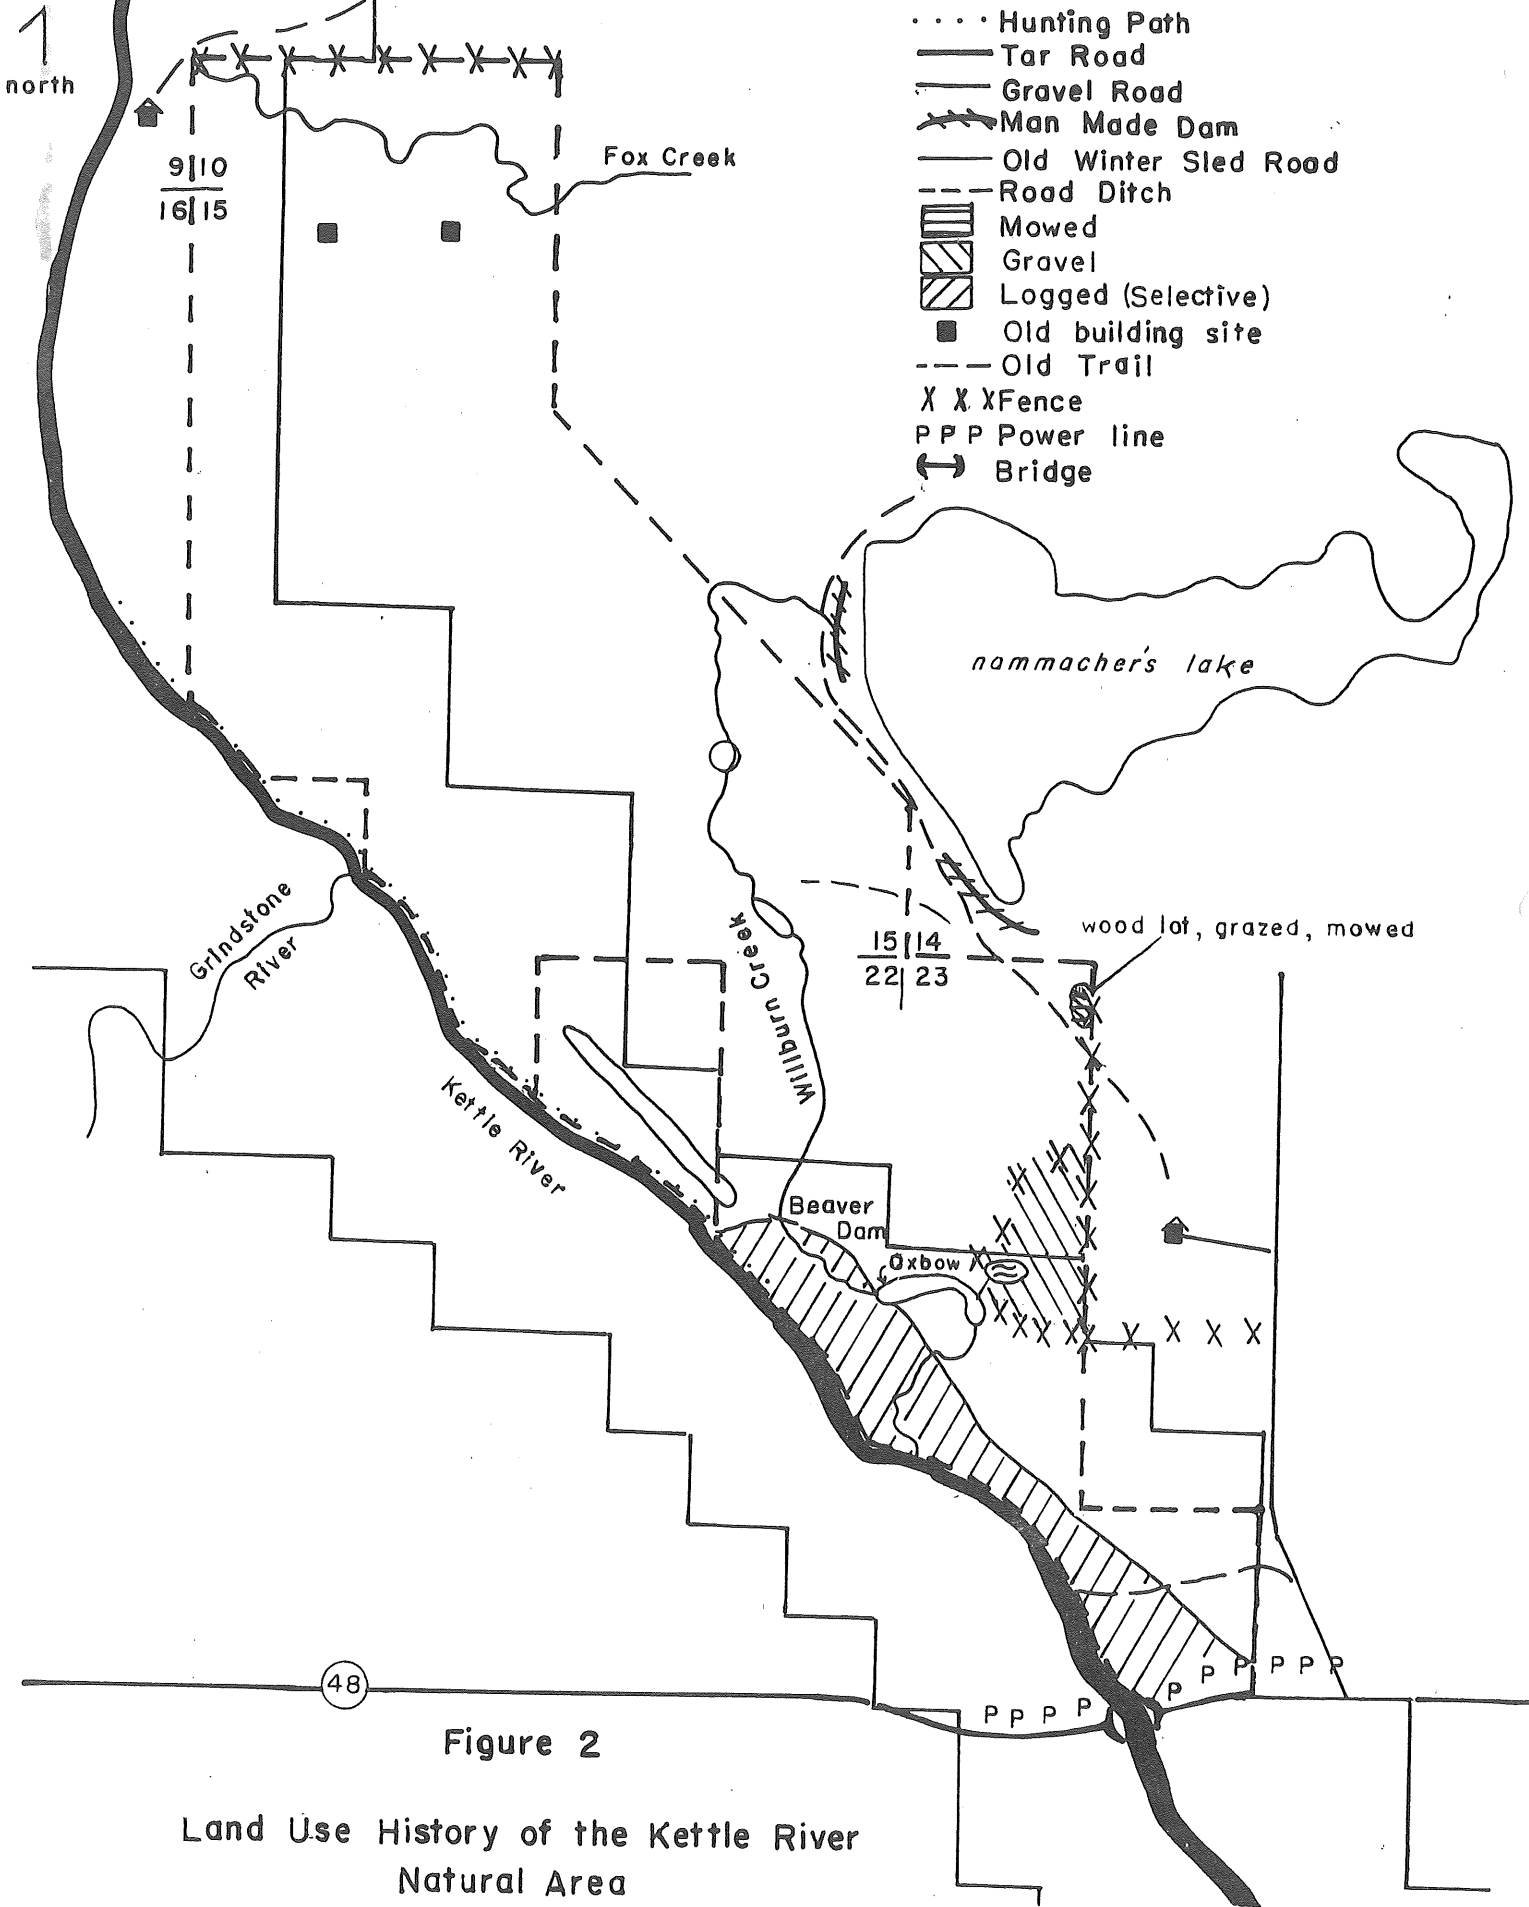 north
. . . . Hunting Path
Tar Road
Gravel Road
Man Made Dam
Old Winter Sled Road
Road Ditch
Mowed
Gravel
Logged (Selective)
Old building site
Old Trail
X X X Fence
P P P Power line
Bridge
9 10
16 15
Fox Creek
nammacher's lake
Grindstone
River
Willburn Creek
15 14
22 23
wood lot, grazed, mowed
Kettle River
Beaver
Dam
Oxbow
P P P P P
P P P P P
48
Figure 2
Land Use History of the Kettle River
Natural Area